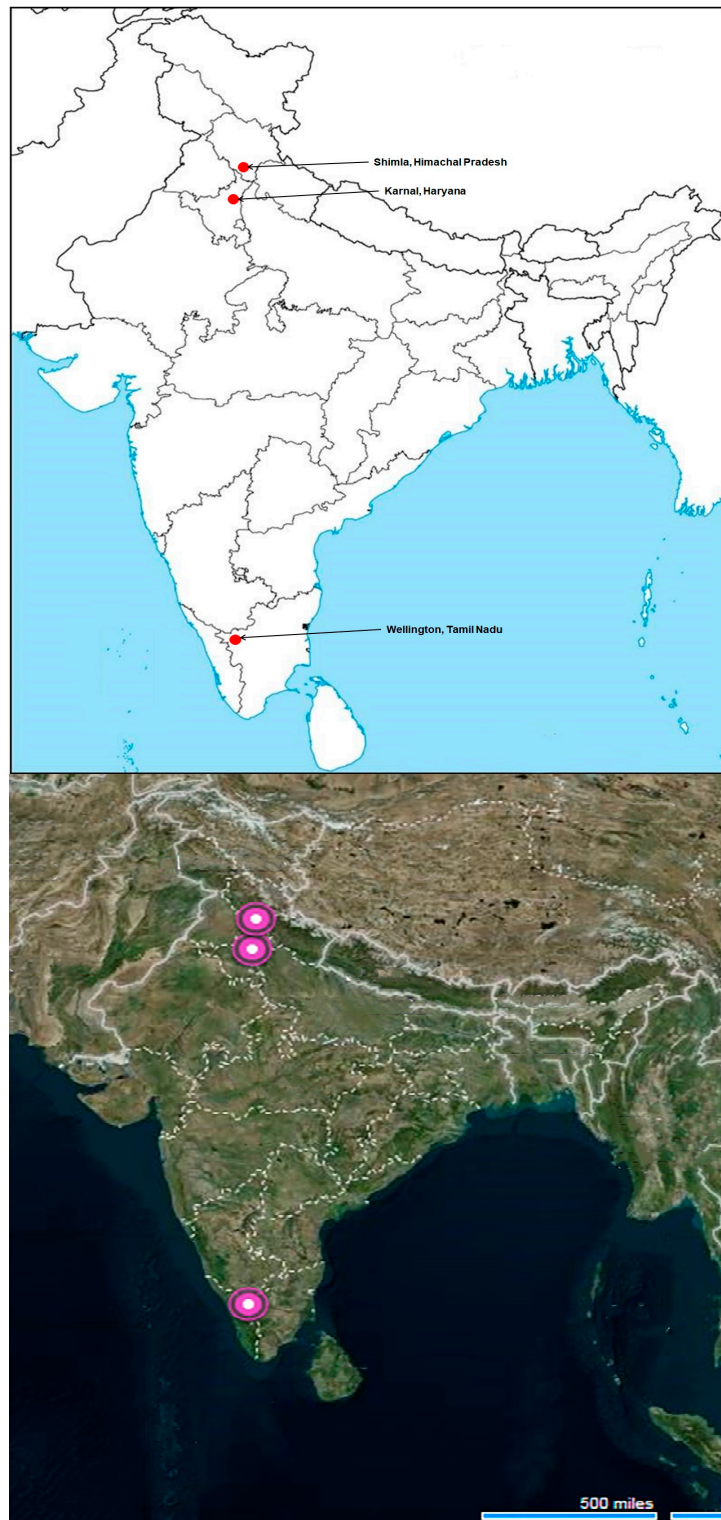 Shimla, Himachal Pradesh
Karnal, Haryana
Wellington, Tamil Nadu
500 miles